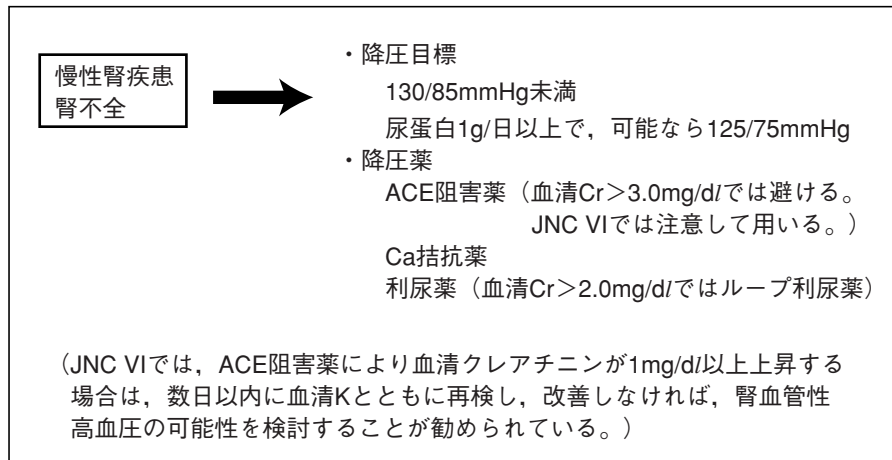 慢性腎疾患
腎不全
・降圧目標
130/85mmHg未満
尿蛋白1g/日以上で，可能なら125/75mmHg
・降圧薬
ACE阻害薬（血清Cr＞3.0mg/dlでは避ける。
JNC VIでは注意して用いる。）
Ca拮抗薬
利尿薬（血清Cr＞2.0mg/dlではループ利尿薬）
（JNC VIでは，ACE阻害薬により血清クレアチニンが1mg/dl以上上昇する
場合は，数日以内に血清Kとともに再検し，改善しなければ，腎血管性
高血圧の可能性を検討することが勧められている。）